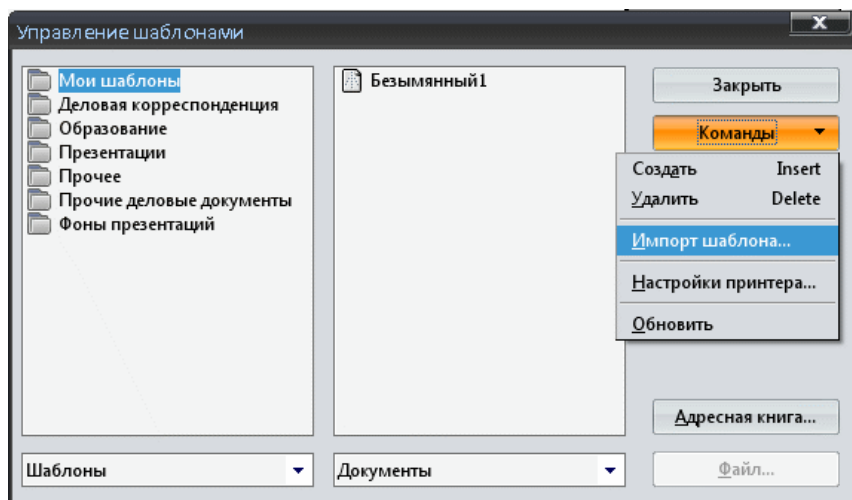 Управление шаблонами
Мои шаблоны
Деловая корреспонденция
Образование
Презентации
Прочее
Прочие деловые документы
Фоны презентаций
Безымянный1
Закрыть
Команды
Создать Insert
Удалить Delete
Импорт шаблона...
Настройки принтера...
Обновить
Адресная книга...
Шаблоны
Документы
Файл...